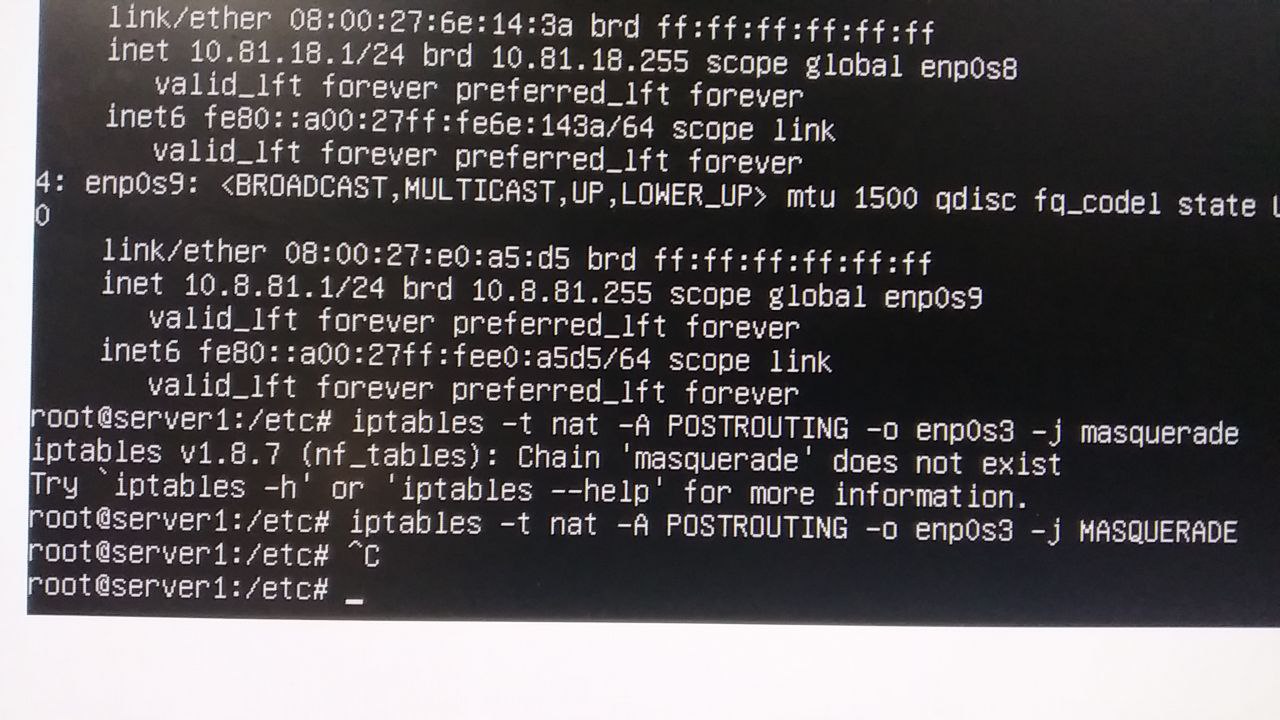 link/ether 08:00:27:6e:14:3a brd ff:ff:ff:ff:ff:ff
inet 10.81.18.1/24 brd 10.81.18.255 scope global enp0s8
valid_lft forever preferred_lft forever
inet6 fe80::a00:27ff:fe6e:143a/64 scope link
valid_lft forever preferred_lft forever
4: enp0s9: <BROADCAST,MULTICAST,UP,LOWER_UP> mtu 1500 qdisc fq_codel state
0
link/ether 08:00:27:e0:a5:d5 brd ff:ff:ff:ff:ff:ff
inet 10.8.81.1/24 brd 10.8.81.255 scope global enp0s9
valid_lft forever preferred_lft forever
inet6 fe80::a00:27ff:fee0:a5d5/64 scope link
valid_lft forever preferred_lft forever
root@server1:/etc# iptables -t nat -A POSTROUTING -o enp0s3 -j masquerade
iptables v1.8.7 (nf_tables): Chain 'masquerade' does not exist
Try `iptables -h' or 'iptables --help' for more information.
root@server1:/etc# iptables -t nat -A POSTROUTING -o enp0s3 -j MASQUERADE
root@server1:/etc# ^C
root@server1:/etc# _